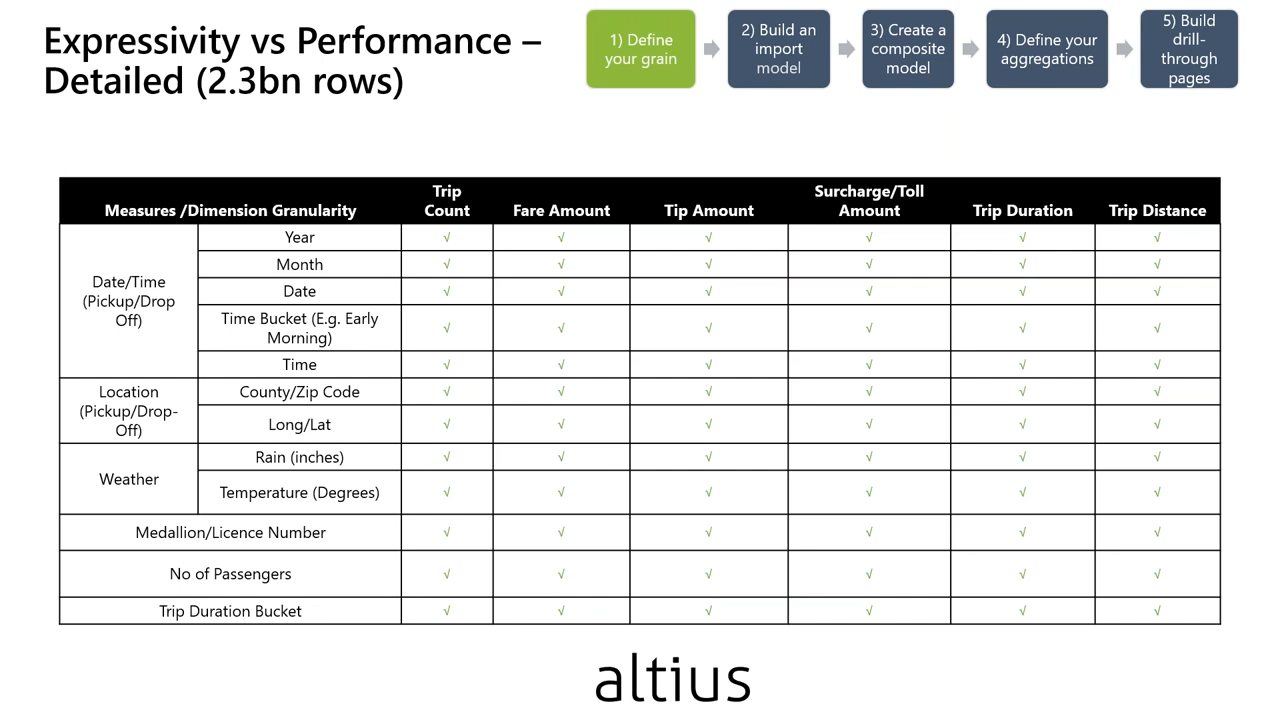 Expressivity vs Performance –
Detailed (2.3bn rows)
1) Define
your grain
2) Build an
import
model
3) Create a
composite
model
4) Define your
aggregations
5) Build
drill-
through
pages
Measures /Dimension Granularity
Trip
Count
Fare Amount
Tip Amount
Surcharge/Toll
Amount
Trip Duration
Trip Distance
Date/Time
(Pickup/Drop
Off)
Year √ √ √ √ √ √
Month √ √ √ √ √ √
Date √ √ √ √ √ √
Time Bucket (E.g. Early
Morning) √ √ √ √ √ √
Time √ √ √ √ √ √
Location
(Pickup/Drop-
Off)
County/Zip Code √ √ √ √ √ √
Long/Lat √ √ √ √ √ √
Weather
Rain (inches) √ √ √ √ √ √
Temperature (Degrees) √ √ √ √ √ √
Medallion/Licence Number √ √ √ √ √ √
No of Passengers √ √ √ √ √ √
Trip Duration Bucket √ √ √ √ √ √
altius